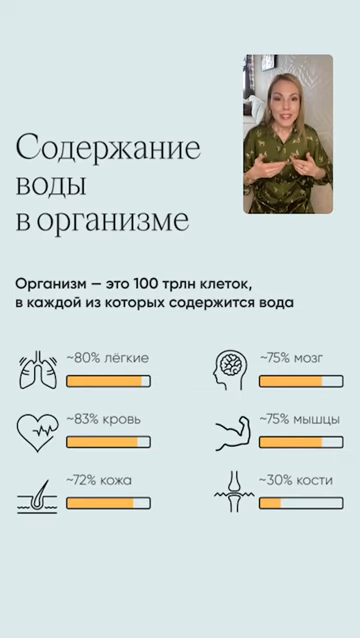 Содержание
воды
в организме
Организм — это 100 трлн клеток,
в каждой из которых содержится вода
~80% лёгкие
~75% мозг
~83% кровь
~75% мышцы
~72% кожа
~30% кости